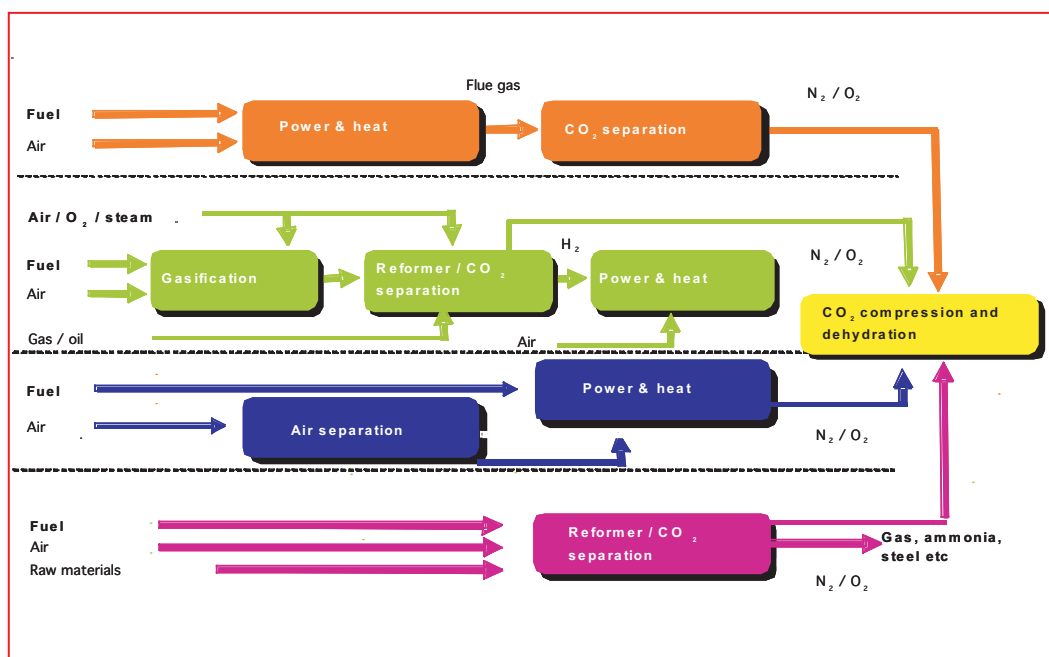 Flue gas
N₂ / O₂
Fuel
Air
Power & heat
CO₂ separation
Air / O₂ / steam
H₂
N₂ / O₂
Fuel
Air
Gasification
Reformer / CO₂
separation
Power & heat
CO₂ compression and
dehydration
Gas / oil
Air
Fuel
Power & heat
Air
Air separation
N₂ / O₂
Fuel
Air
Raw materials
Reformer / CO₂
separation
Gas, ammonia,
steel etc
N₂ / O₂